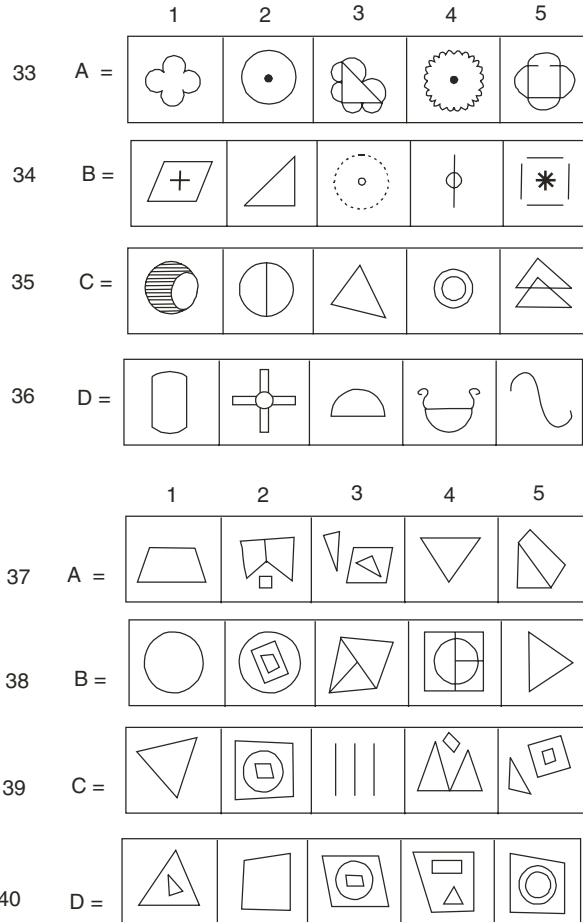 1 2 3 4 5
33 A =
34 B =
35 C =
36 D =
1 2 3 4 5
37 A =
38 B =
39 C =
40 D =